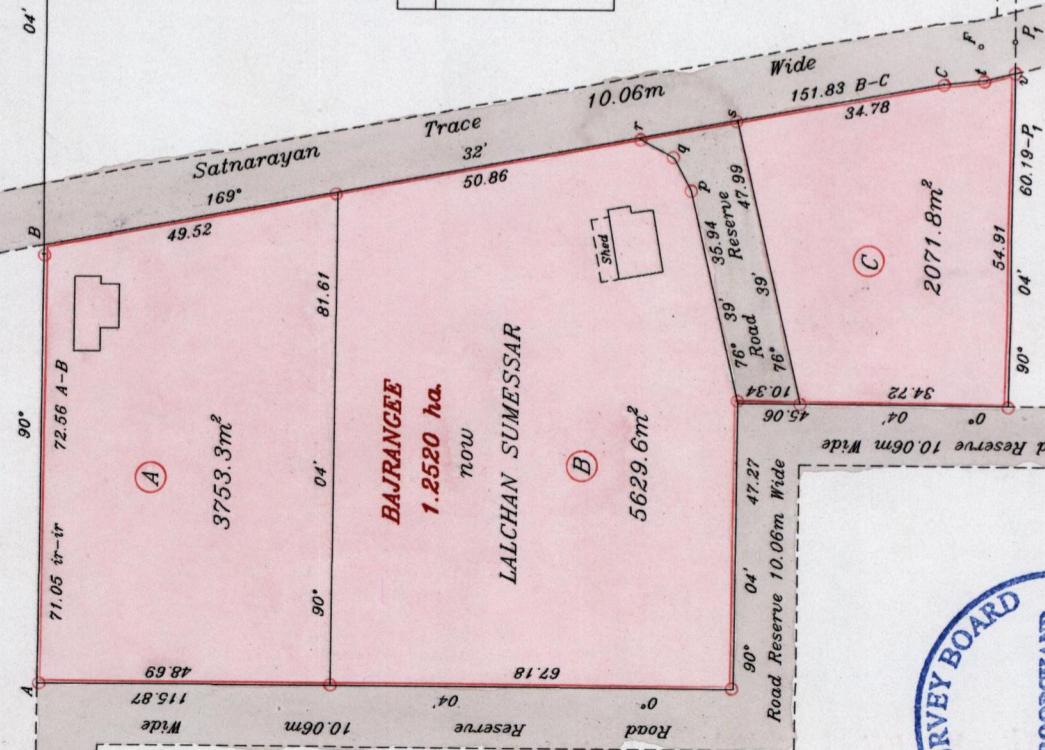 04'
B
Satnarayan Trace 10.06m Wide
169° 32' 151.83 B-C
49.52
50.86
34.78
r
s
C
t
v
F
P₁
60.19-P₁
90° 72.56 A-B
71.05 ir-ir
A
A
3753.3m²
90° 04' 81.61
BAJRANGEE
1.2520 ha.
now
LALCHAN SUMESSAR
B
5629.6m²
Shed
q
p
76° 39' 35.94
Road Reserve
76° 39' 47.99
C
2071.8m²
90° 04'
54.91
10.34
45.06
34.72
0° 04'
d Reserve 10.06m Wide
90° 04' 47.27
Road Reserve 10.06m Wide
48.69
67.18
115.87
0° 04'
Road Reserve 10.06m Wide
RVEY BOARD